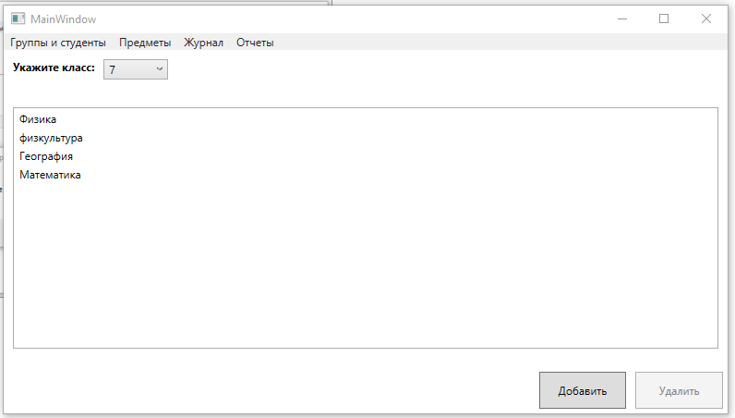 MainWindow
Группы и студенты Предметы Журнал Отчеты
Укажите класс: 7
Физика
физкультура
География
Математика
Добавить Удалить